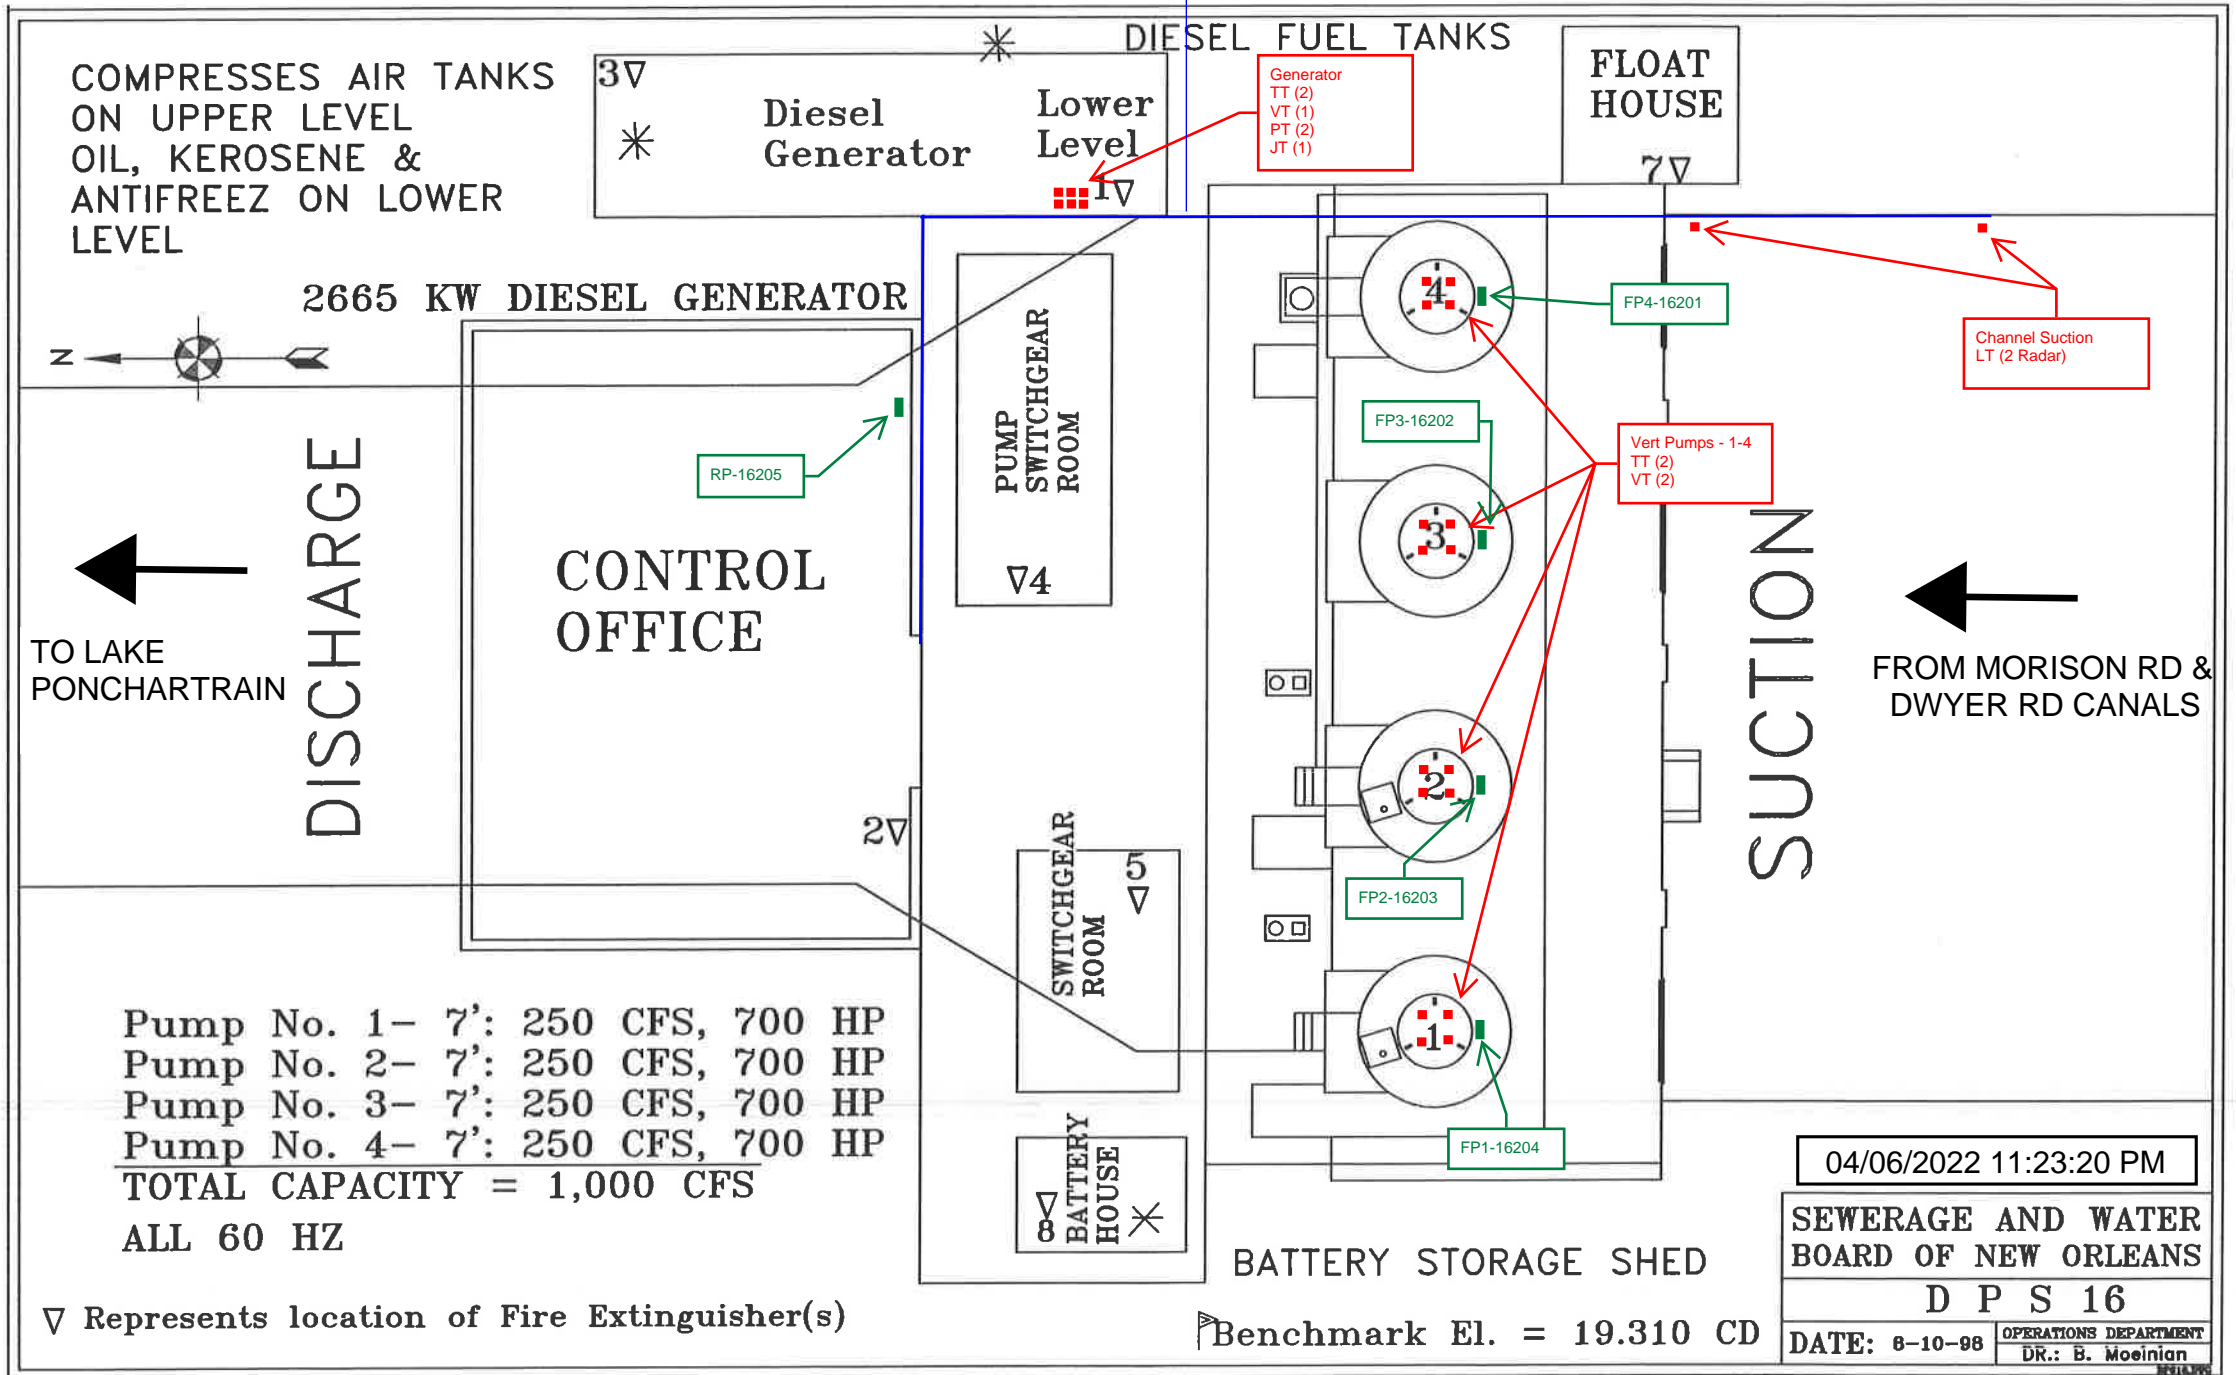 COMPRESSES AIR TANKS
ON UPPER LEVEL
OIL, KEROSENE &
ANTIFREEZ ON LOWER
LEVEL
3
Diesel
Generator
Lower
Level
1
DIESEL FUEL TANKS
Generator
TT (2)
VT (1)
PT (2)
JT (1)
FLOAT
HOUSE
7
2665 KW DIESEL GENERATOR
N
RP-16205
DISCHARGE
TO LAKE
PONCHARTRAIN
CONTROL
OFFICE
2
PUMP
SWITCHGEAR
ROOM
4
SWITCHGEAR
ROOM
5
BATTERY
HOUSE
8
4
FP4-16201
3
FP3-16202
2
FP2-16203
1
FP1-16204
Vert Pumps - 1-4
TT (2)
VT (2)
Channel Suction
LT (2 Radar)
SUCTION
FROM MORISON RD &
DWYER RD CANALS
Pump No. 1- 7': 250 CFS, 700 HP
Pump No. 2- 7': 250 CFS, 700 HP
Pump No. 3- 7': 250 CFS, 700 HP
Pump No. 4- 7': 250 CFS, 700 HP
TOTAL CAPACITY = 1,000 CFS
ALL 60 HZ
∇ Represents location of Fire Extinguisher(s)
BATTERY STORAGE SHED
Benchmark El. = 19.310 CD
04/06/2022 11:23:20 PM
SEWERAGE AND WATER
BOARD OF NEW ORLEANS
D P S 16
DATE: 8-10-98
OPERATIONS DEPARTMENT
DR.: B. Moeinian